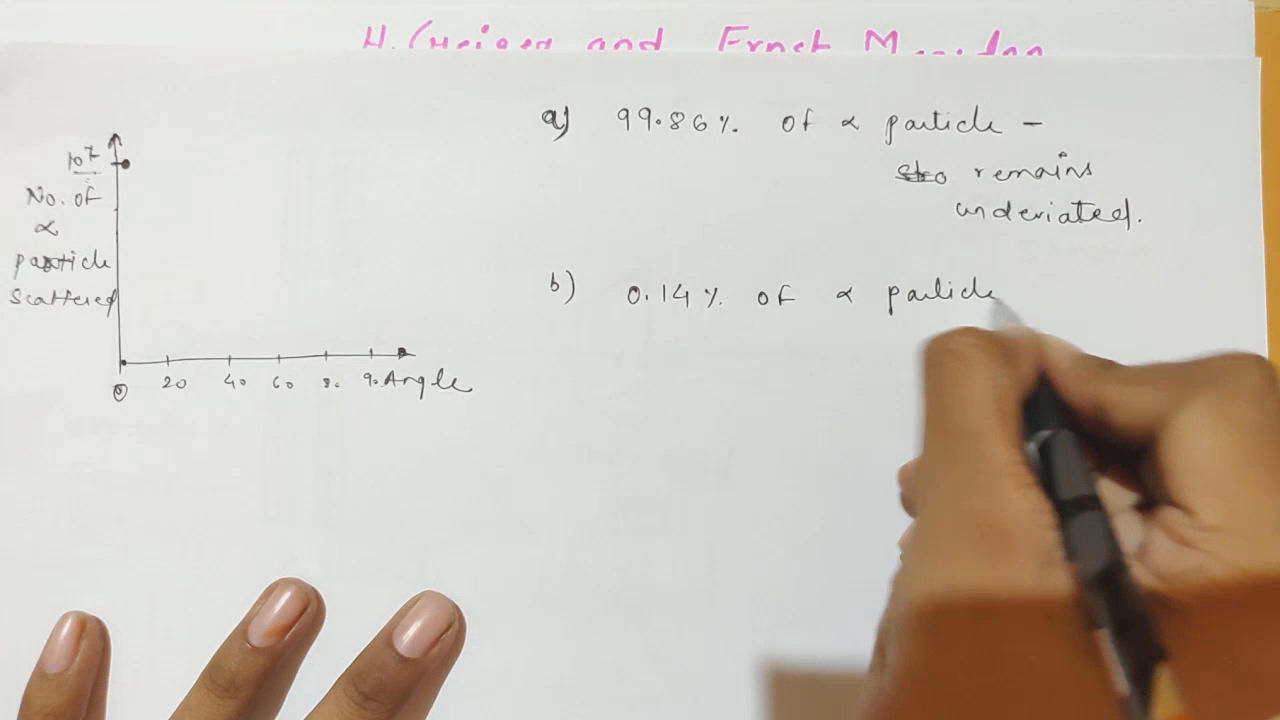 H. Geiger and Ernst
10⁷
No. of
α
particle
scattered
0 20 40 60 80 90 Angle
a) 99.86% of α particle -
remains
undeviated.
b) 0.14% of α particle